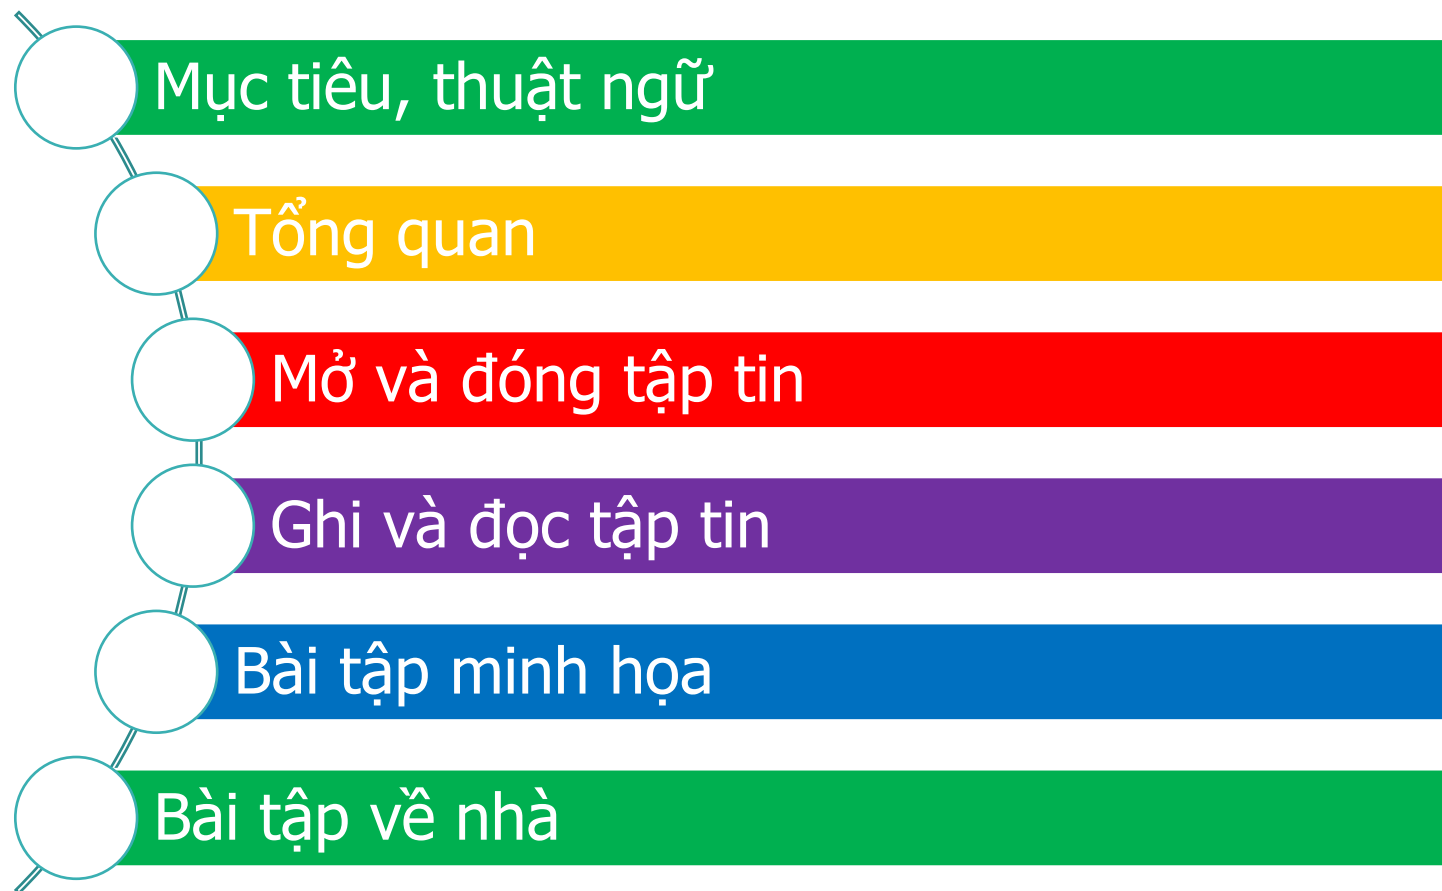 Mục tiêu, thuật ngữ
Tổng quan
Mở và đóng tập tin
Ghi và đọc tập tin
Bài tập minh họa
Bài tập về nhà